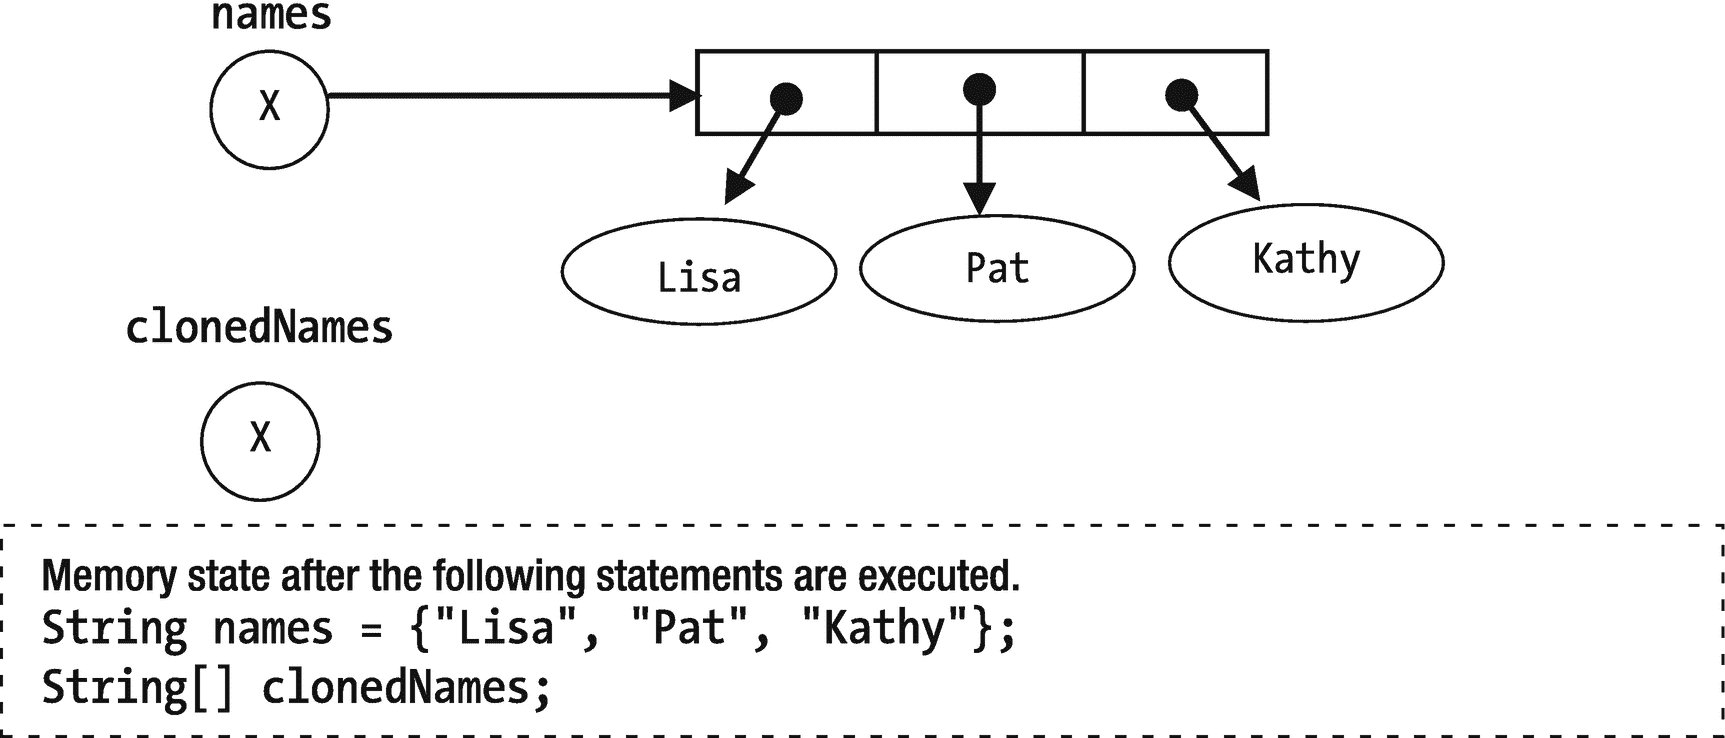 names
X
Lisa
Pat
Kathy
clonedNames
X
Memory state after the following statements are executed.
String names = {"Lisa", "Pat", "Kathy"};
String[] clonedNames;